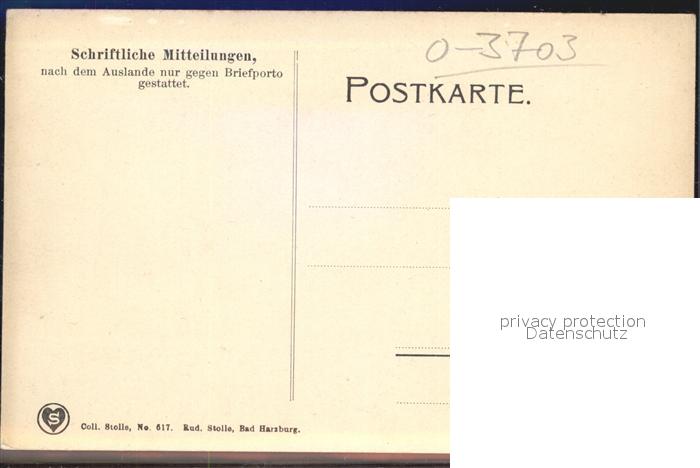 Schriftliche Mitteilungen,
nach dem Auslande nur gegen Briefporto
gestattet.
0-3703
POSTKARTE.
privacy protection
Datenschutz
S
Coll. Stolle, No. 617. Rud. Stolle, Bad Harzburg.